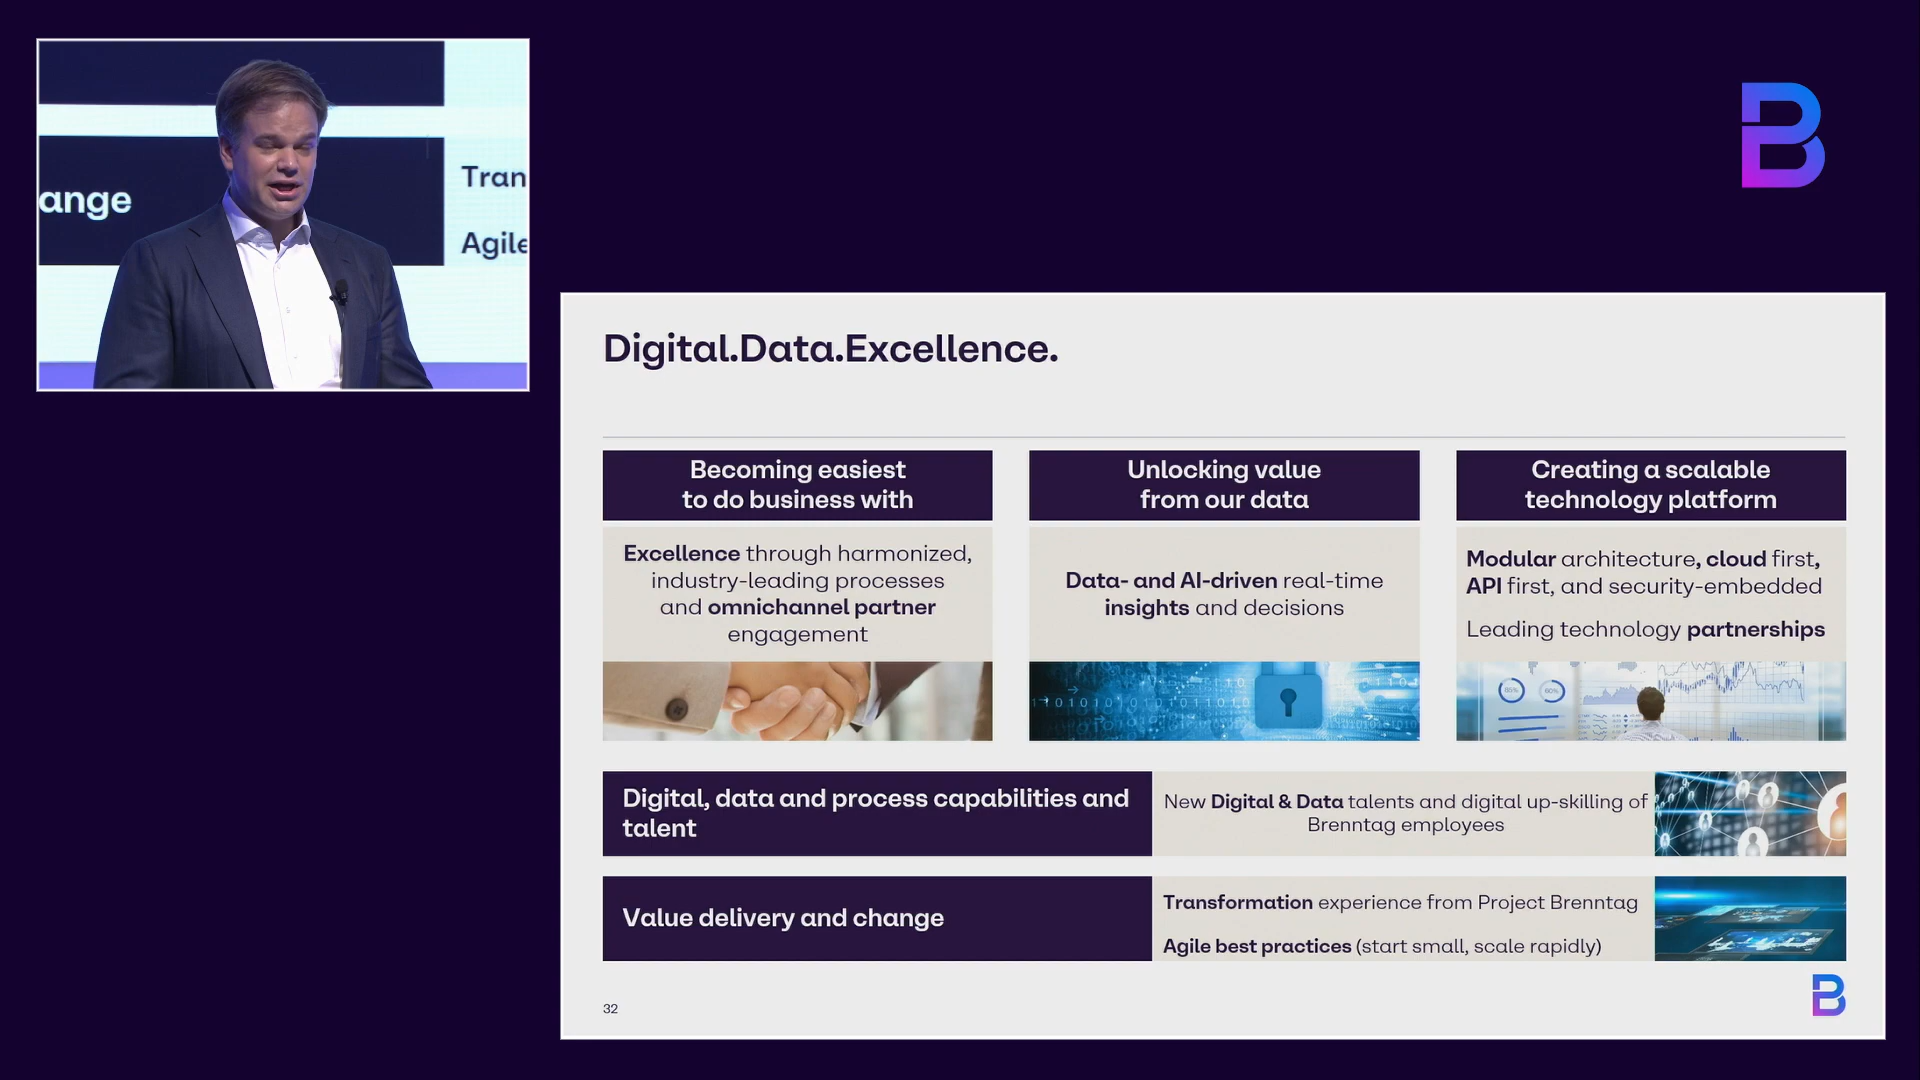 ange
Tran
Agile
B
Digital.Data.Excellence.
Becoming easiest
to do business with
Excellence through harmonized,
industry-leading processes
and omnichannel partner
engagement
Unlocking value
from our data
Data- and AI-driven real-time
insights and decisions
Creating a scalable
technology platform
Modular architecture, cloud first,
API first, and security-embedded
Leading technology partnerships
Digital, data and process capabilities and
talent
New Digital & Data talents and digital up-skilling of
Brenntag employees
Value delivery and change
Transformation experience from Project Brenntag
Agile best practices (start small, scale rapidly)
32
B